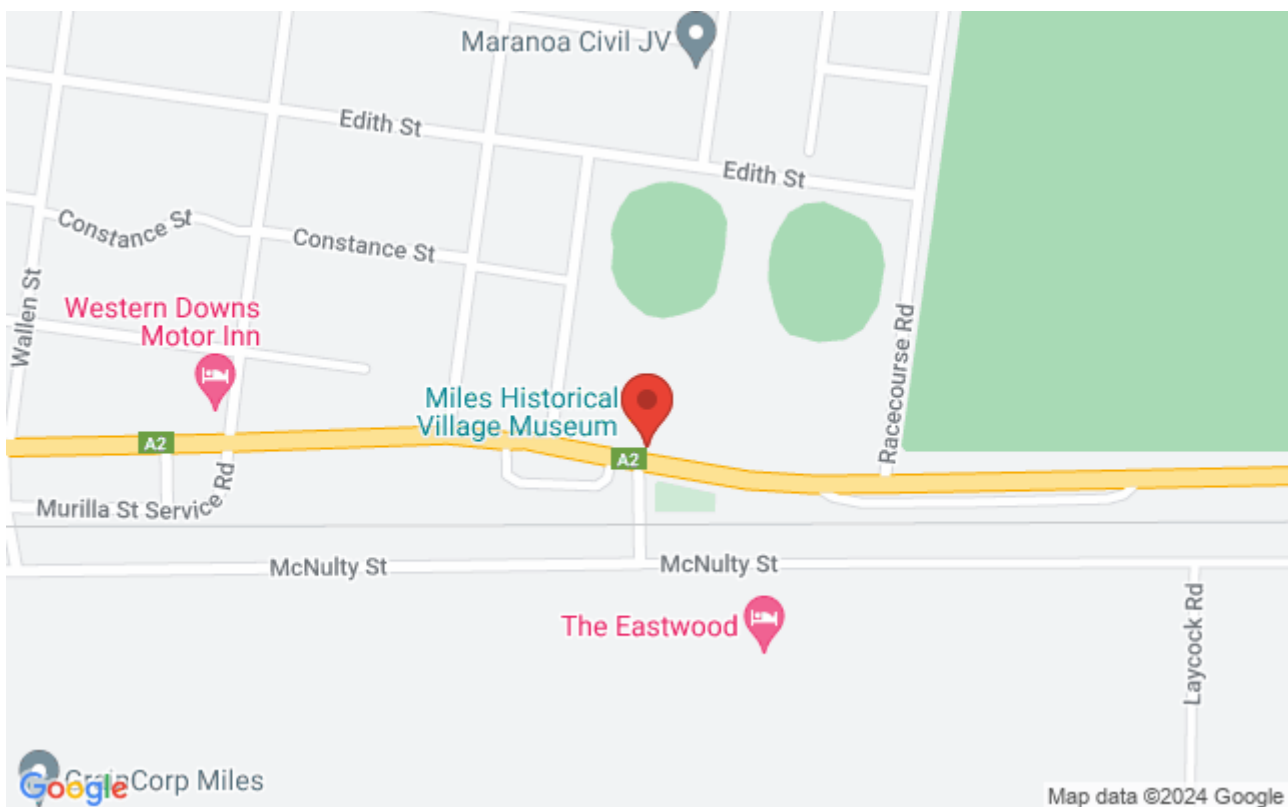 Maranoa Civil JV
Edith St
Edith St
Constance St
Constance St
Wallen St
Western Downs
Motor Inn
Racecourse Rd
Miles Historical
Village Museum
A2
A2
Murilla St Service Rd
McNulty St
McNulty St
The Eastwood
Laycock Rd
GrainCorp Miles
Google
Map data ©2024 Google